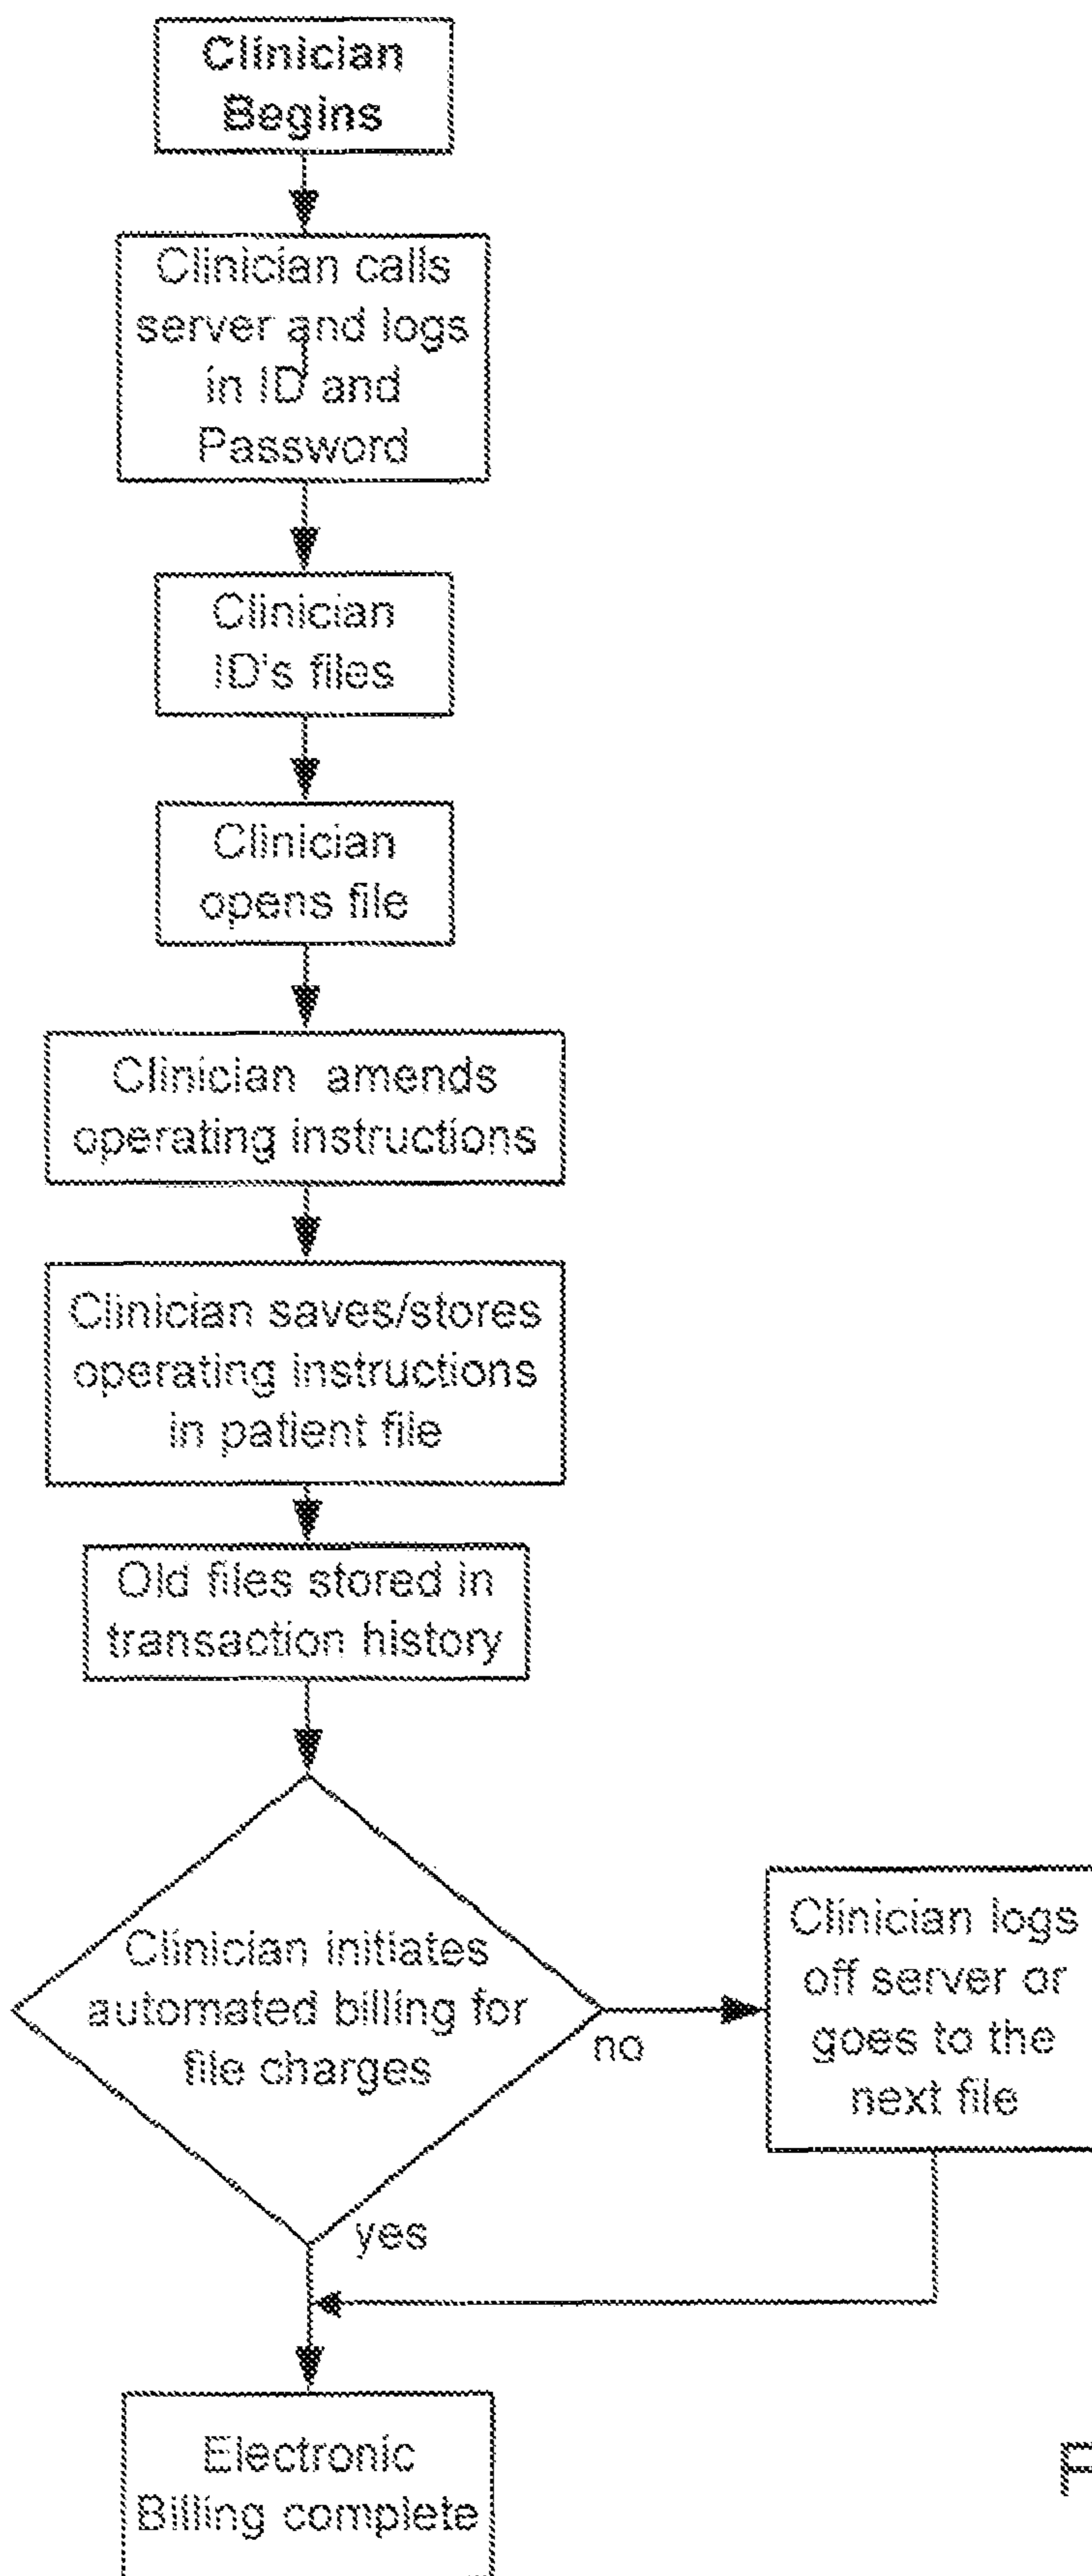 Clinician
Begins
Clinician calls
server and logs
in ID and
Password
Clinician
ID's files
Clinician
opens file
Clinician amends
operating instructions
Clinician saves/stores
operating instructions
in patient file
Old files stored in
transaction history
Clinician initiates
automated billing for
file charges
no
Clinician logs
off server or
goes to the
next file
yes
Electronic
Billing complete
F